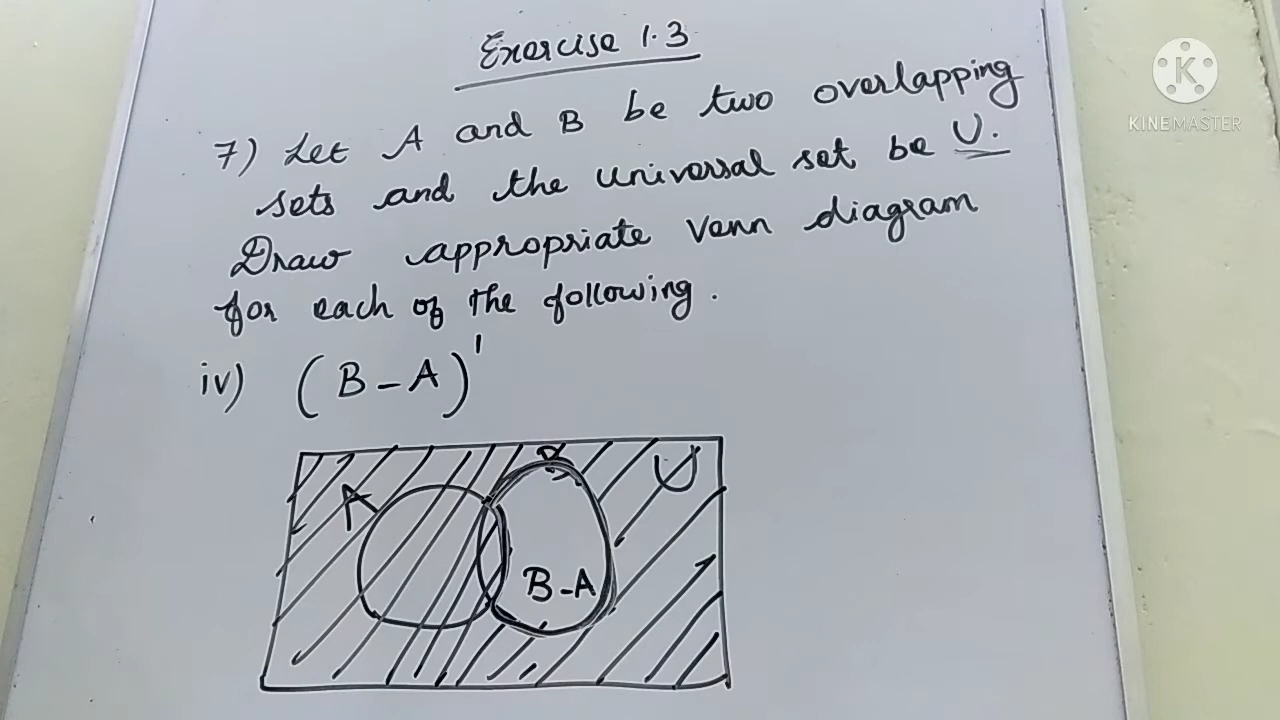 Exercise 1.3
K
KINEMASTER
7) Let A and B be two overlapping
sets and the universal set be U.
Draw appropriate Venn diagram
for each of the following.
iv) (B-A)'
B
U
A
B-A